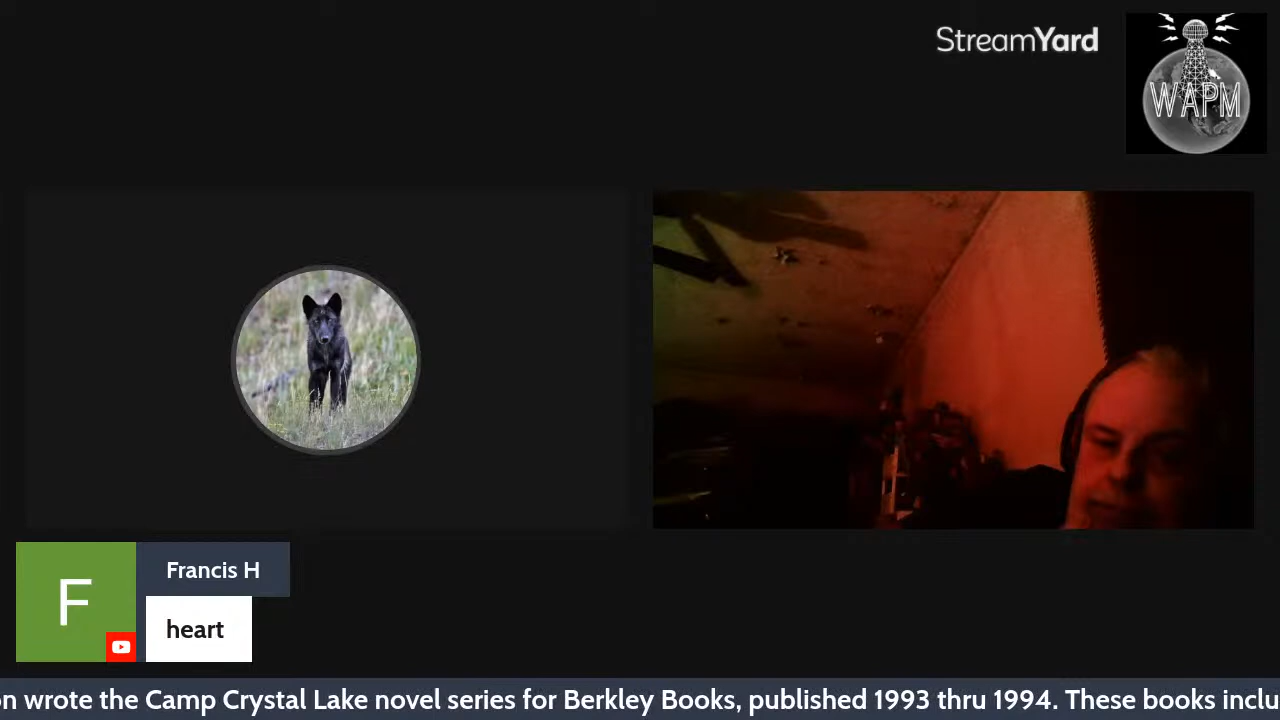 StreamYard
WAPM
F
Francis H
heart
n wrote the Camp Crystal Lake novel series for Berkley Books, published 1993 thru 1994. These books inclu